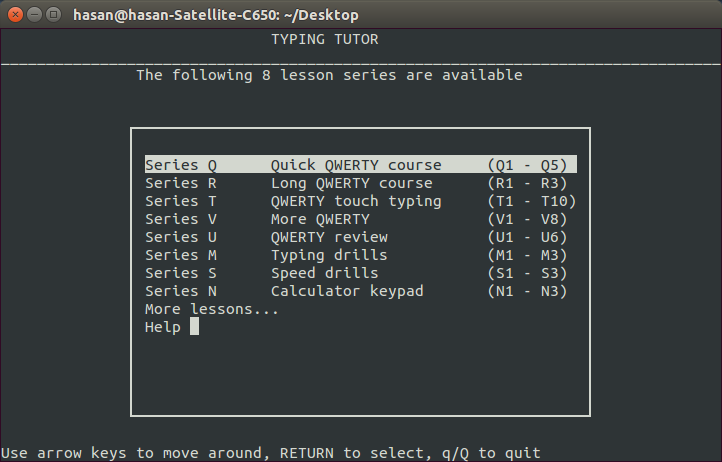 hasan@hasan-Satellite-C650: ~/Desktop
TYPING TUTOR
The following 8 lesson series are available
Series Q Quick QWERTY course (Q1 - Q5)
Series R Long QWERTY course (R1 - R3)
Series T QWERTY touch typing (T1 - T10)
Series V More QWERTY (V1 - V8)
Series U QWERTY review (U1 - U6)
Series M Typing drills (M1 - M3)
Series S Speed drills (S1 - S3)
Series N Calculator keypad (N1 - N3)
More lessons...
Help
Use arrow keys to move around, RETURN to select, q/Q to quit